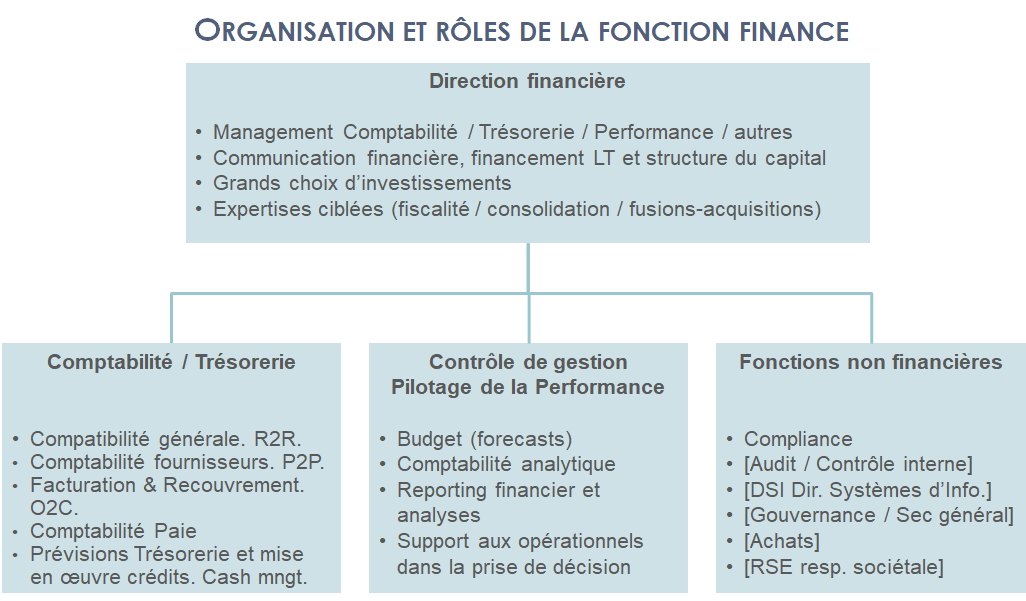 ORGANISATION ET RÔLES DE LA FONCTION FINANCE
Direction financière
• Management Comptabilité / Trésorerie / Performance / autres
• Communication financière, financement LT et structure du capital
• Grands choix d’investissements
• Expertises ciblées (fiscalité / consolidation / fusions-acquisitions)
Comptabilité / Trésorerie
• Compatibilité générale. R2R.
• Comptabilité fournisseurs. P2P.
• Facturation & Recouvrement.
O2C.
• Comptabilité Paie
• Prévisions Trésorerie et mise
en œuvre crédits. Cash mngt.
Contrôle de gestion
Pilotage de la Performance
• Budget (forecasts)
• Comptabilité analytique
• Reporting financier et
analyses
• Support aux opérationnels
dans la prise de décision
Fonctions non financières
• Compliance
• [Audit / Contrôle interne]
• [DSI Dir. Systèmes d’Info.]
• [Gouvernance / Sec général]
• [Achats]
• [RSE resp. sociétale]